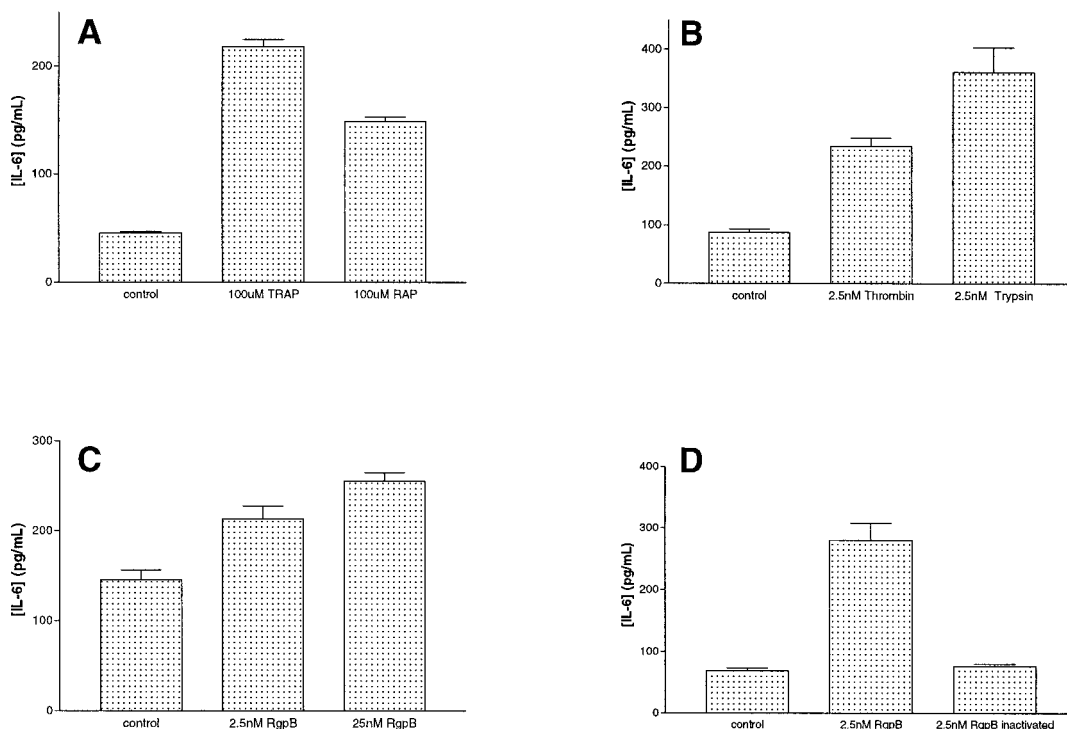 A
[IL-6] (pg/mL)
200
100
0
control
100uM TRAP
100uM RAP
B
[IL-6] (pg/mL)
400
300
200
100
0
control
2.5nM Thrombin
2.5nM Trypsin
C
[IL-6] (pg/mL)
300
200
100
0
control
2.5nM RgpB
25nM RgpB
D
[IL-6] (pg/mL)
400
300
200
100
0
control
2.5nM RgpB
2.5nM RgpB inactivated